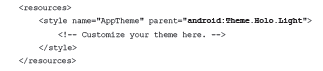 <resources>
    <style name="AppTheme" parent="android:Theme.Holo.Light">
        <!-- Customize your theme here. -->
    </style>
</resources>